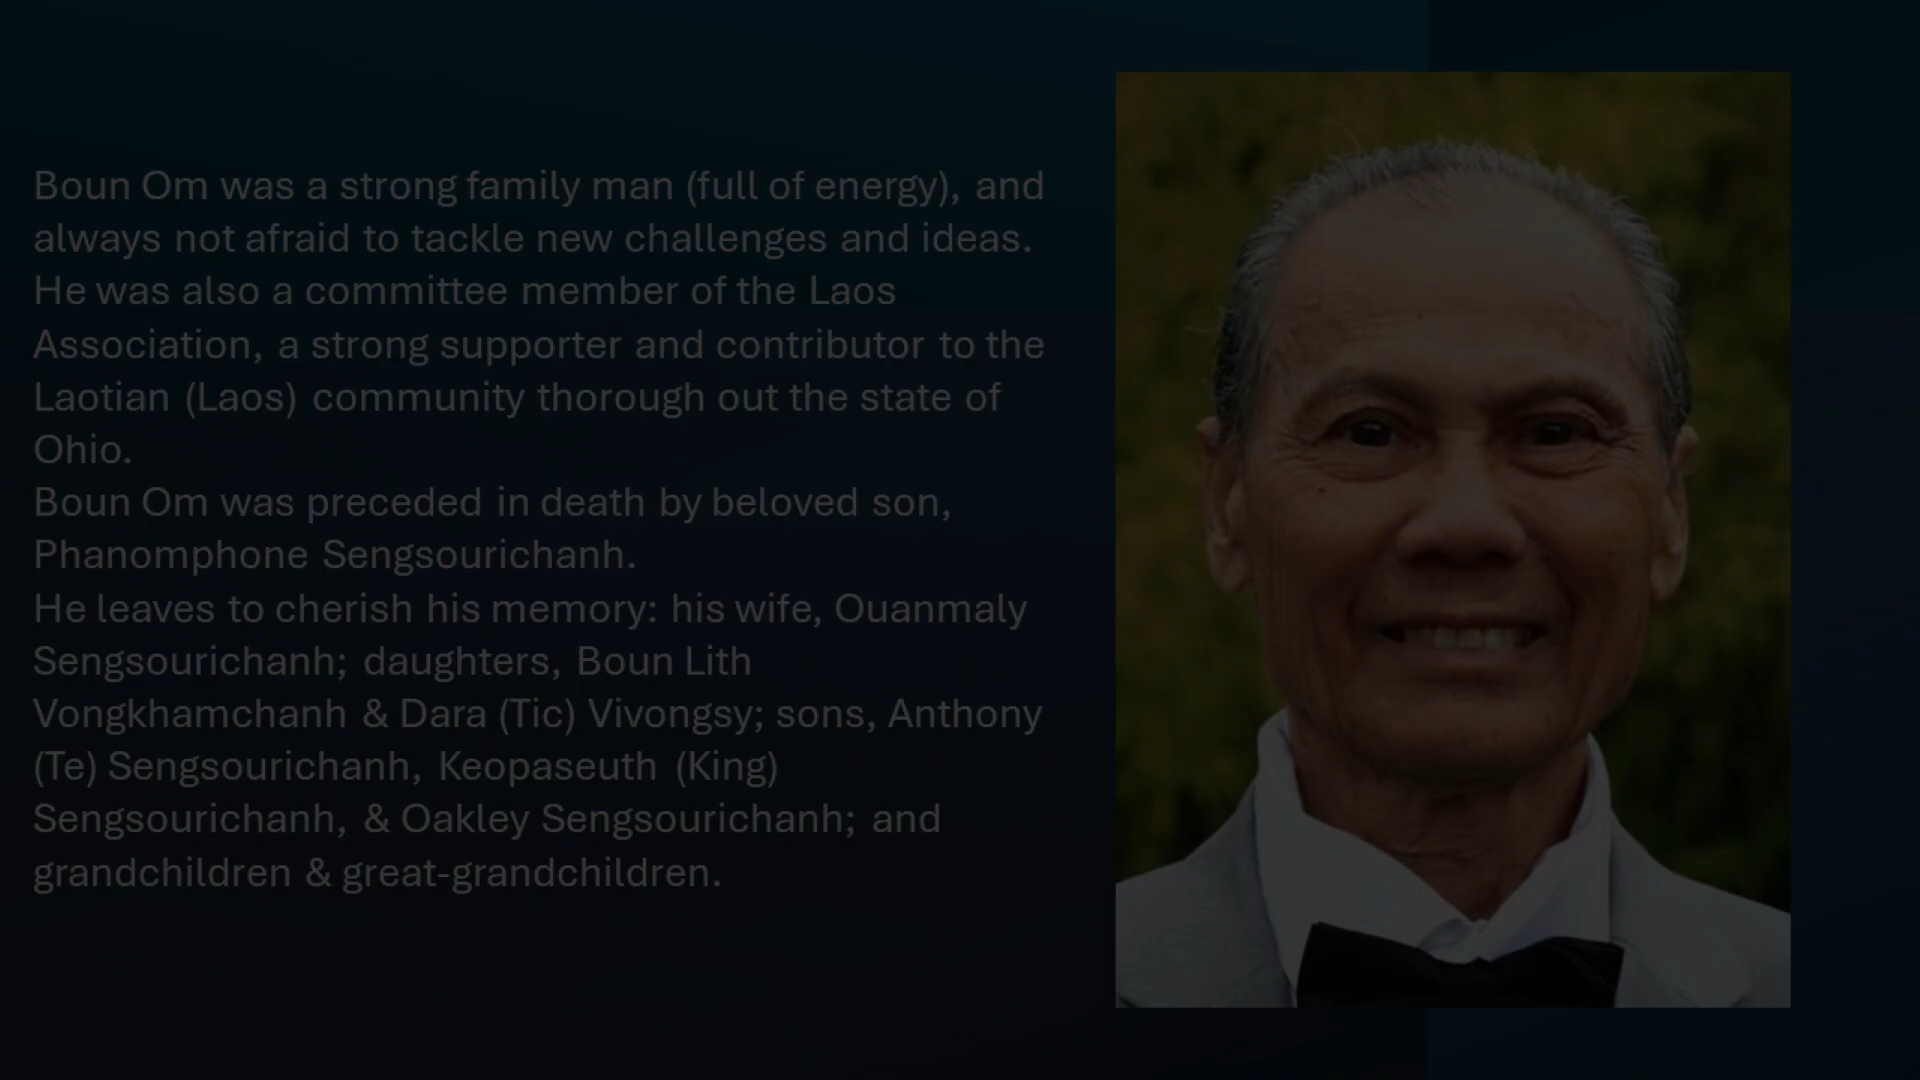 Boun Om was a strong family man (full of energy), and
always not afraid to tackle new challenges and ideas.
He was also a committee member of the Laos
Association, a strong supporter and contributor to the
Laotian (Laos) community thorough out the state of
Ohio.
Boun Om was preceded in death by beloved son,
Phanomphone Sengsourichanh.
He leaves to cherish his memory: his wife, Ouanmaly
Sengsourichanh; daughters, Boun Lith
Vongkhamchanh & Dara (Tic) Vivongsy; sons, Anthony
(Te) Sengsourichanh, Keopaseuth (King)
Sengsourichanh, & Oakley Sengsourichanh; and
grandchildren & great-grandchildren.